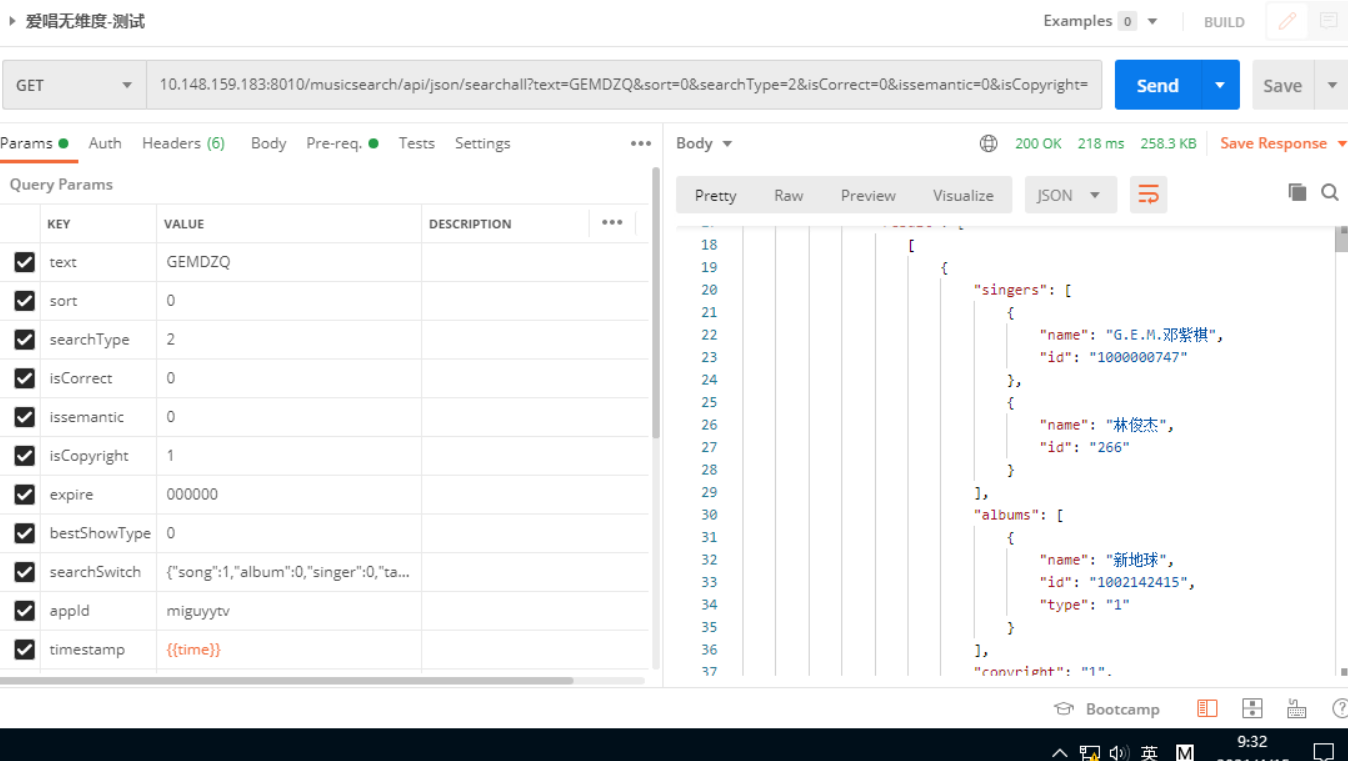 爱唱无维度-测试
Examples 0
BUILD
GET
10.148.159.183:8010/musicsearch/api/json/searchall?text=GEMDZQ&sort=0&searchType=2&isCorrect=0&issemantic=0&isCopyright=
Send
Save
Params
Auth
Headers (6)
Body
Pre-req.
Tests
Settings
Query Params
KEY VALUE DESCRIPTION
text GEMDZQ
sort 0
searchType 2
isCorrect 0
issemantic 0
isCopyright 1
expire 000000
bestShowType 0
searchSwitch {"song":1,"album":0,"singer":0,"ta...
appId miguyytv
timestamp {{time}}
Body
200 OK 218 ms 258.3 KB Save Response
Pretty Raw Preview Visualize JSON
18 [
19 {
20 "singers": [
21 {
22 "name": "G.E.M.邓紫棋",
23 "id": "1000000747"
24 },
25 {
26 "name": "林俊杰",
27 "id": "266"
28 }
29 ],
30 "albums": [
31 {
32 "name": "新地球",
33 "id": "1002142415",
34 "type": "1"
35 }
36 ],
37 "copyright": "1",
Bootcamp
英 M
9:32